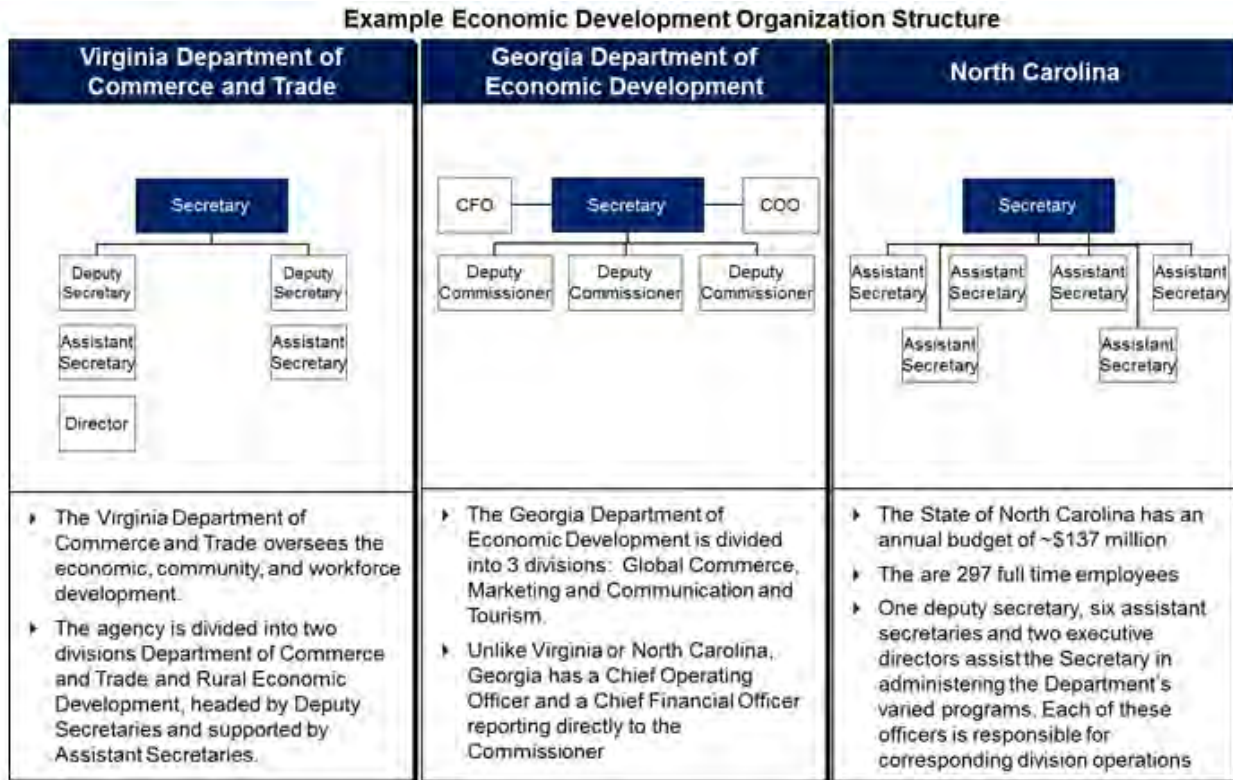 Example Economic Development Organization Structure
Virginia Department of
Commerce and Trade
Secretary
Deputy
Secretary
Deputy
Secretary
Assistant
Secretary
Assistant
Secretary
Director
▸ The Virginia Department of
Commerce and Trade oversees the
economic, community, and workforce
development.
▸ The agency is divided into two
divisions Department of Commerce
and Trade and Rural Economic
Development, headed by Deputy
Secretaries and supported by
Assistant Secretaries.
Georgia Department of
Economic Development
CFO
Secretary
COO
Deputy
Commissioner
Deputy
Commissioner
Deputy
Commissioner
▸ The Georgia Department of
Economic Development is divided
into 3 divisions: Global Commerce,
Marketing and Communication and
Tourism.
▸ Unlike Virginia or North Carolina,
Georgia has a Chief Operating
Officer and a Chief Financial Officer
reporting directly to the
Commissioner
North Carolina
Secretary
Assistant
Secretary
Assistant
Secretary
Assistant
Secretary
Assistant
Secretary
Assistant
Secretary
Assistant
Secretary
▸ The State of North Carolina has an
annual budget of ~$137 million
▸ The are 297 full time employees
▸ One deputy secretary, six assistant
secretaries and two executive
directors assist the Secretary in
administering the Department's
varied programs. Each of these
officers is responsible for
corresponding division operations